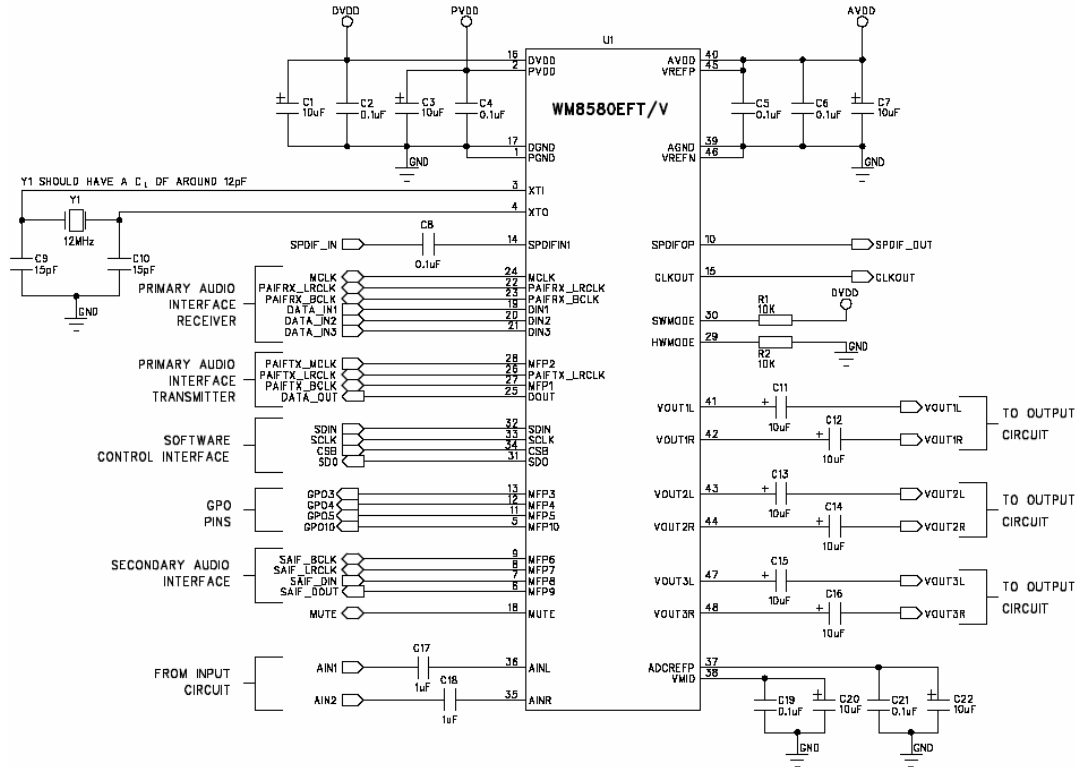 DVDD
PVDD
AVDD
U1
WM8580EFT/V
16 DVDD
2 PVDD
AVDD 40
VREFP 45
C1
10uF
C2
0.1uF
C3
10uF
C4
0.1uF
C5
0.1uF
C6
0.1uF
C7
10uF
17 DGND
1 PGND
AGND 39
VREFN 46
GND
GND
Y1 SHOULD HAVE A CL OF AROUND 12pF
3 XTI
4 XTO
Y1
12MHz
C9
15pF
C10
15pF
GND
SPDIF_IN
C8
0.1uF
14 SPDIFIN1
SPDIFOP 10 SPDIF_OUT
CLKOUT 15 CLKOUT
PRIMARY AUDIO
INTERFACE
RECEIVER
MCLK 24 MCLK
PAIFRX_LRCLK 22 PAIFRX_LRCLK
PAIFRX_BCLK 23 PAIFRX_BCLK
DATA_IN1 19 DIN1
DATA_IN2 20 DIN2
DATA_IN3 21 DIN3
DVDD
R1
10K
SWMODE 30
HWMODE 29
R2
10K
GND
PRIMARY AUDIO
INTERFACE
TRANSMITTER
PAIFTX_MCLK 28 MFP2
PAIFTX_LRCLK 26 PAIFTX_LRCLK
PAIFTX_BCLK 27 MFP1
DATA_OUT 25 DOUT
SOFTWARE
CONTROL INTERFACE
SDIN 32 SDIN
SCLK 33 SCLK
CSB 34 CSB
SDO 31 SDO
GPO
PINS
GPO3 13 MFP3
GPO4 12 MFP4
GPO5 11 MFP5
GPO10 5 MFP10
SECONDARY AUDIO
INTERFACE
SAIF_BCLK 9 MFP6
SAIF_LRCLK 8 MFP7
SAIF_DIN 7 MFP8
SAIF_DOUT 6 MFP9
MUTE 18 MUTE
FROM INPUT
CIRCUIT
AIN1
C17
1uF
36 AINL
AIN2
C18
1uF
35 AINR
VOUT1L 41
C11
10uF
VOUT1L
VOUT1R 42
C12
10uF
VOUT1R
TO OUTPUT
CIRCUIT
VOUT2L 43
C13
10uF
VOUT2L
VOUT2R 44
C14
10uF
VOUT2R
TO OUTPUT
CIRCUIT
VOUT3L 47
C15
10uF
VOUT3L
VOUT3R 48
C16
10uF
VOUT3R
TO OUTPUT
CIRCUIT
ADCREFP 37
VMID 38
C19
0.1uF
C20
10uF
C21
0.1uF
C22
10uF
GND
GND